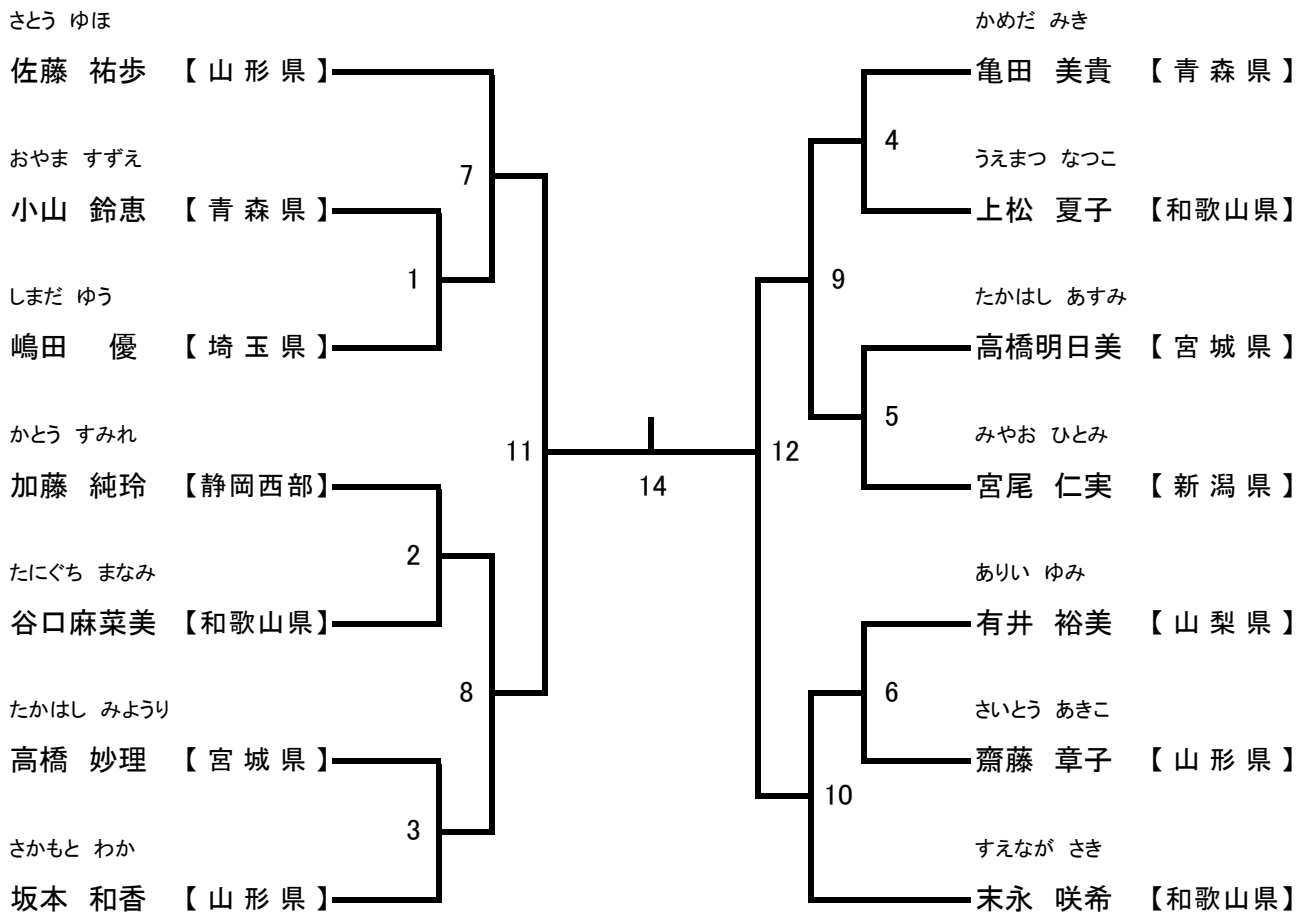 さとう ゆほ
佐藤 祐歩 【 山 形 県 】
おやま すずえ
小山 鈴恵 【 青 森 県 】
しまだ ゆう
嶋田 優 【 埼 玉 県 】
かとう すみれ
加藤 純玲 【静岡西部】
たにぐち まなみ
谷口麻菜美 【和歌山県】
たかはし みようり
高橋 妙理 【 宮 城 県 】
さかもと わか
坂本 和香 【 山 形 県 】
7
1
11
2
8
3
14
12
9
4
5
6
10
かめだ みき
亀田 美貴 【 青 森 県 】
うえまつ なつこ
上松 夏子 【和歌山県】
たかはし あすみ
高橋明日美 【 宮 城 県 】
みやお ひとみ
宮尾 仁実 【 新 潟 県 】
ありい ゆみ
有井 裕美 【 山 梨 県 】
さいとう あきこ
齋藤 章子 【 山 形 県 】
すえなが さき
末永 咲希 【和歌山県】